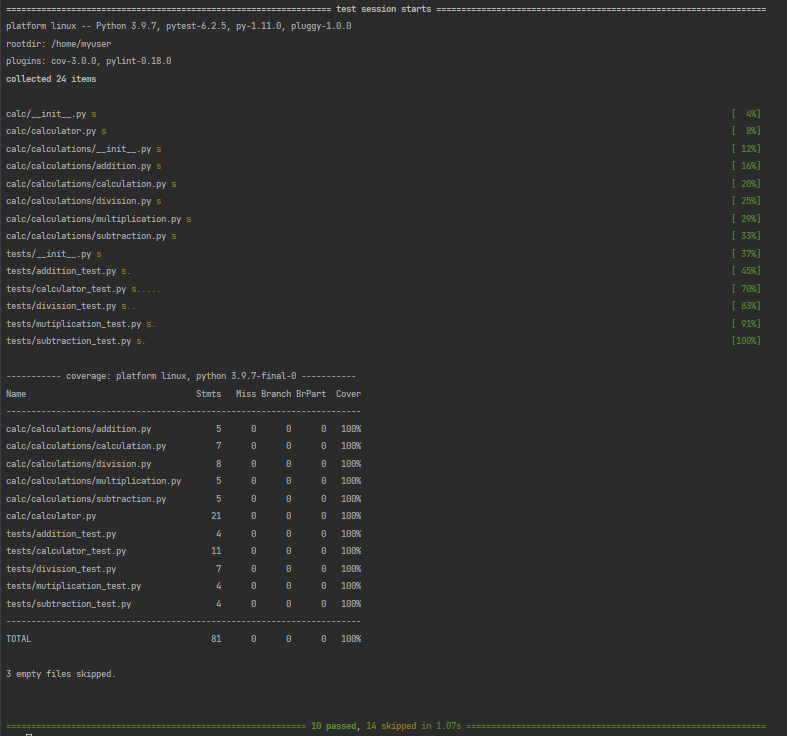 ================================================================= test session starts ==================================================================
platform linux -- Python 3.9.7, pytest-6.2.5, py-1.11.0, pluggy-1.0.0
rootdir: /home/myuser
plugins: cov-3.0.0, pylint-0.18.0
collected 24 items
calc/__init__.py s [  4%]
calc/calculator.py s [  8%]
calc/calculations/__init__.py s [ 12%]
calc/calculations/addition.py s [ 16%]
calc/calculations/calculation.py s [ 20%]
calc/calculations/division.py s [ 25%]
calc/calculations/multiplication.py s [ 29%]
calc/calculations/subtraction.py s [ 33%]
tests/__init__.py s [ 37%]
tests/addition_test.py s. [ 45%]
tests/calculator_test.py s..... [ 70%]
tests/division_test.py s.. [ 83%]
tests/mutiplication_test.py s. [ 91%]
tests/subtraction_test.py s. [100%]
----------- coverage: platform linux, python 3.9.7-final-0 -----------
Name Stmts Miss Branch BrPart Cover
-----------------------------------------------------------------------
calc/calculations/addition.py 5 0 0 0 100%
calc/calculations/calculation.py 7 0 0 0 100%
calc/calculations/division.py 8 0 0 0 100%
calc/calculations/multiplication.py 5 0 0 0 100%
calc/calculations/subtraction.py 5 0 0 0 100%
calc/calculator.py 21 0 0 0 100%
tests/addition_test.py 4 0 0 0 100%
tests/calculator_test.py 11 0 0 0 100%
tests/division_test.py 7 0 0 0 100%
tests/mutiplication_test.py 4 0 0 0 100%
tests/subtraction_test.py 4 0 0 0 100%
-----------------------------------------------------------------------
TOTAL 81 0 0 0 100%
3 empty files skipped.
============================================================ 10 passed, 14 skipped in 1.07s ============================================================